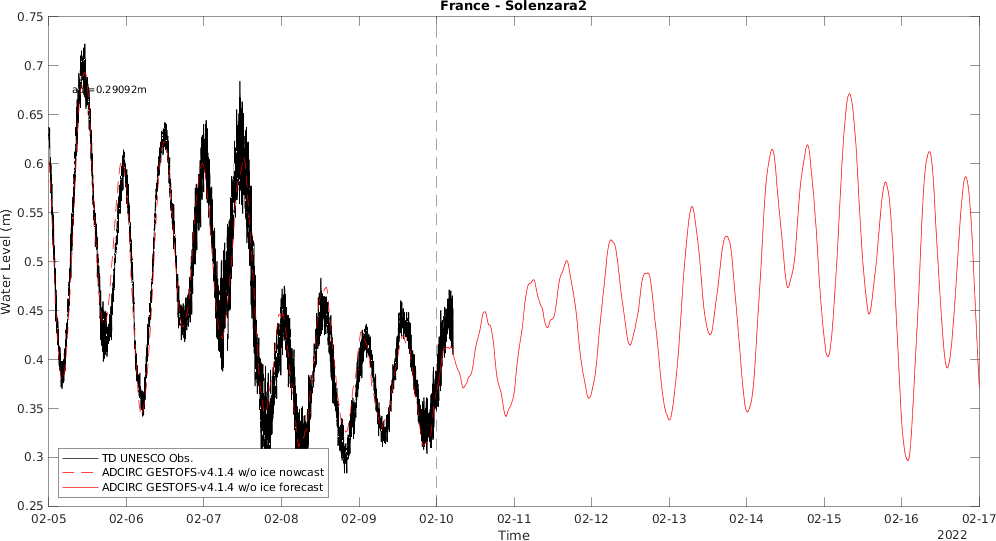 France - Solenzara2
0.75
0.7
0.65
0.6
0.55
0.5
0.45
0.4
0.35
0.3
0.25
Water Level (m)
=0.29092m
TD UNESCO Obs.
ADCIRC GESTOFS-v4.1.4 w/o ice nowcast
ADCIRC GESTOFS-v4.1.4 w/o ice forecast
02-05 02-06 02-07 02-08 02-09 02-10 02-11 02-12 02-13 02-14 02-15 02-16 02-17
Time
2022